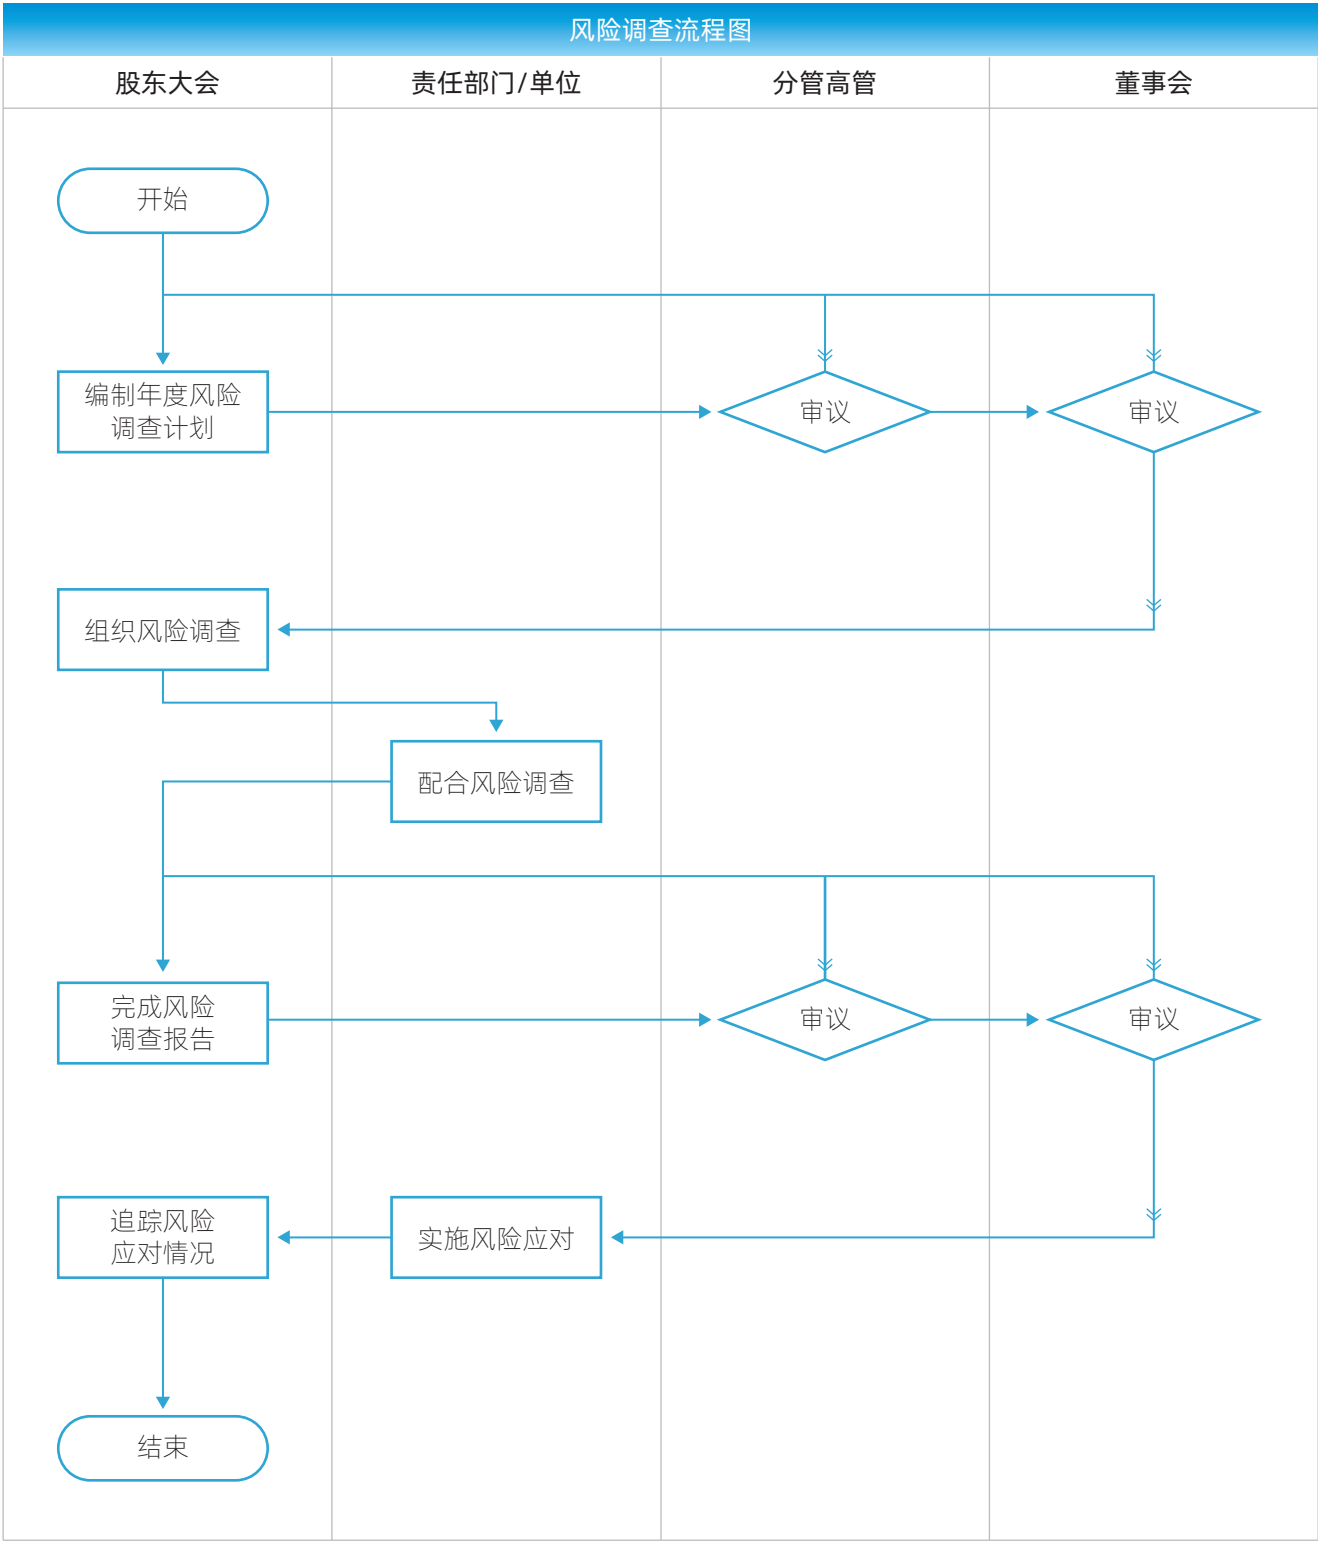 风险调查流程图
股东大会
责任部门/单位
分管高管
董事会
开始
编制年度风险
调查计划
审议
审议
组织风险调查
配合风险调查
完成风险
调查报告
审议
审议
追踪风险
应对情况
实施风险应对
结束